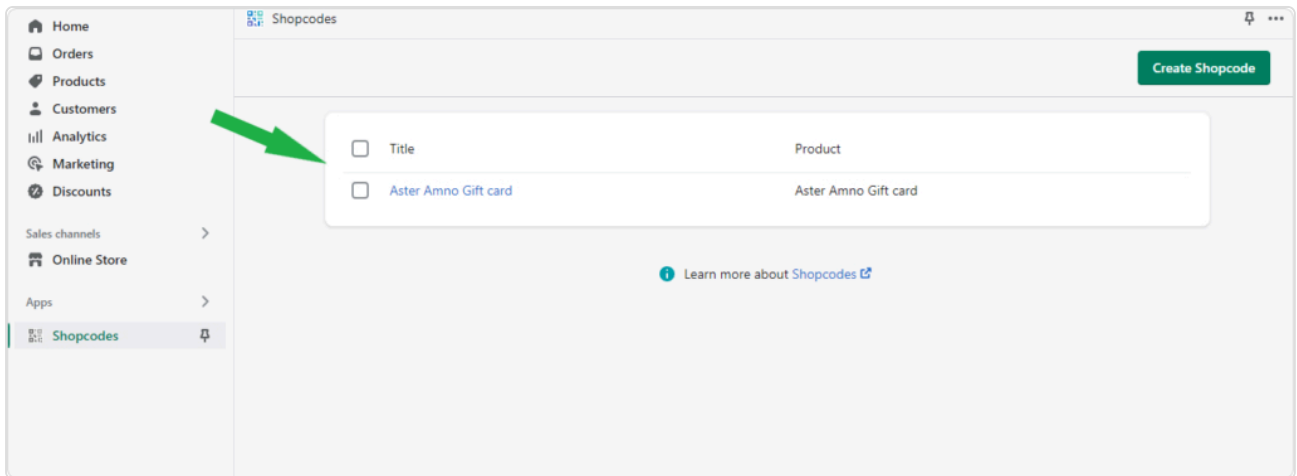 Home
Orders
Products
Customers
Analytics
Marketing
Discounts
Sales channels
Online Store
Apps
Shopcodes
Shopcodes
Create Shopcode
Title Product
Aster Amno Gift card Aster Amno Gift card
Learn more about Shopcodes